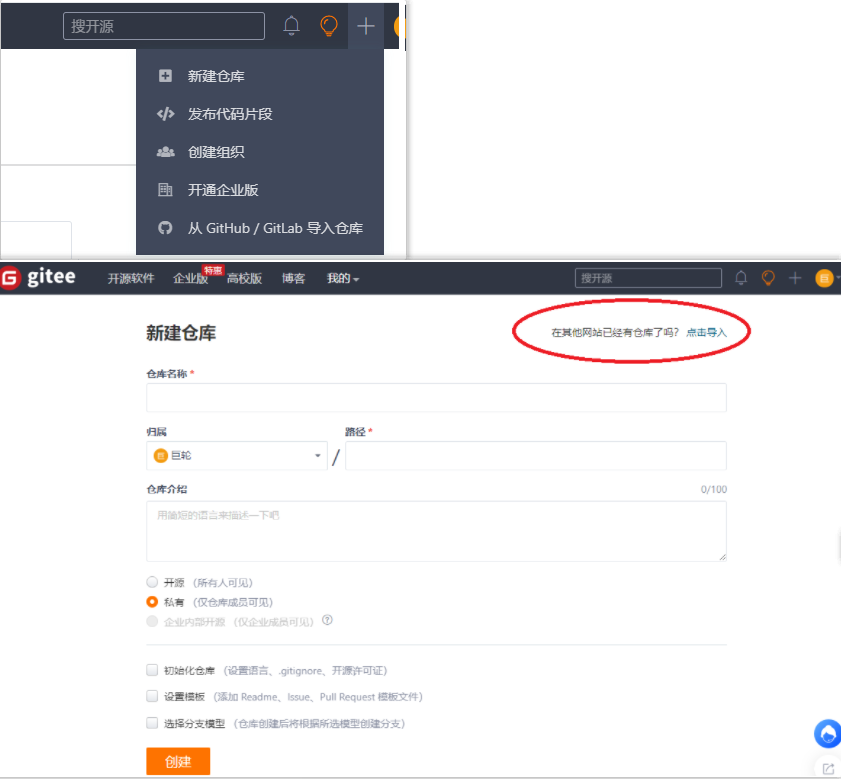 搜开源
新建仓库
发布代码片段
创建组织
开通企业版
从 GitHub / GitLab 导入仓库
gitee 开源软件 企业版 特惠 高校版 博客 我的 搜开源
新建仓库 在其他网站已经有仓库了吗? 点击导入
仓库名称 *
归属 路径 *
巨轮 /
仓库介绍 0/100
用简短的语言来描述一下吧
开源 (所有人可见)
私有 (仅仓库成员可见)
企业内部开源 (仅企业成员可见) ?
初始化仓库 (设置语言、.gitignore、开源许可证)
设置模板 (添加 Readme、Issue、Pull Request 模板文件)
选择分支模型 (仓库创建后将根据所选模型创建分支)
创建